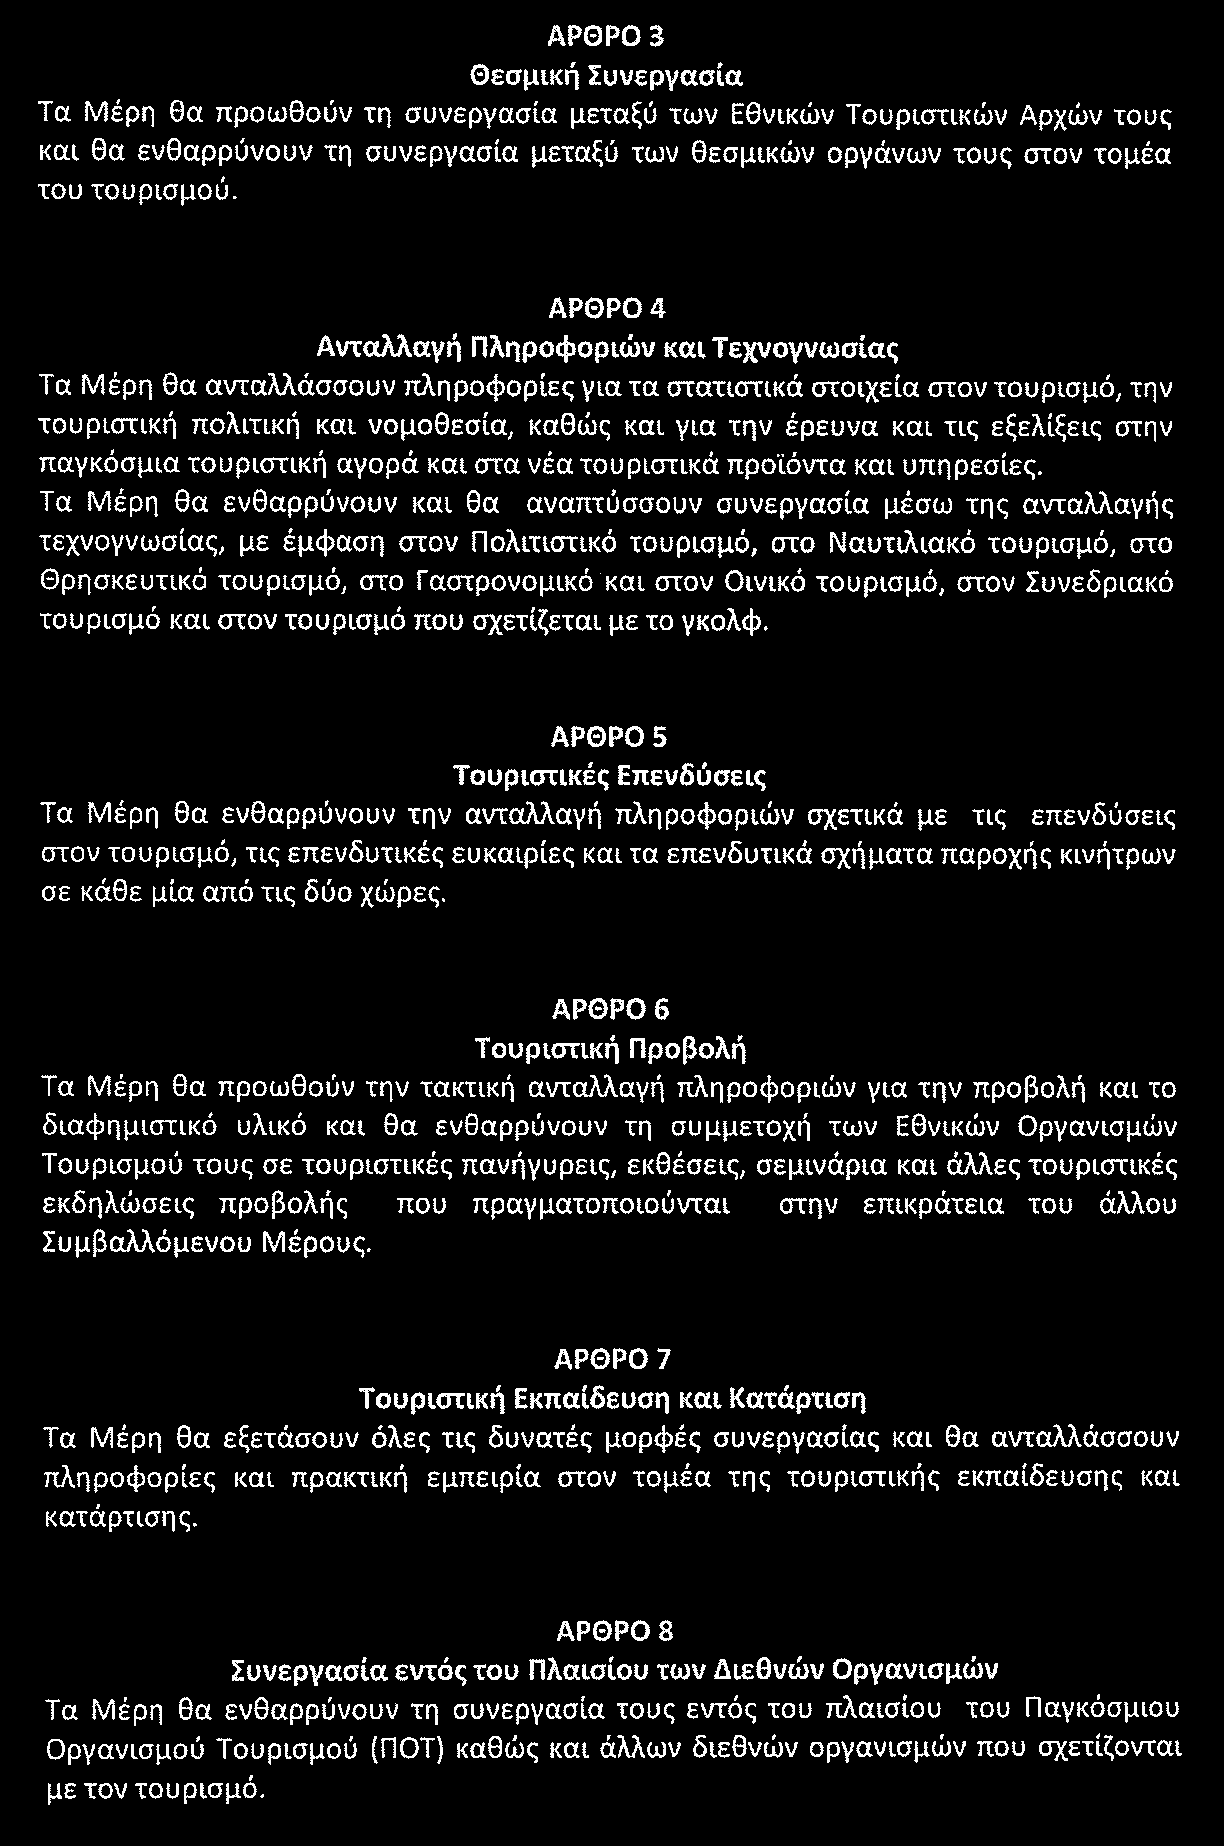 ΑΡΘΡΟ 3
Θεσμική Συνεργασία
Τα Μέρη θα προωθούν τη συνεργασία μεταξύ των Εθνικών Τουριστικών Αρχών τους
και θα ενθαρρύνουν τη συνεργασία μεταξύ των θεσμικών οργάνων τους στον τομέα
του τουρισμού.
ΑΡΘΡΟ 4
Ανταλλαγή Πληροφοριών και Τεχνογνωσίας
Τα Μέρη θα ανταλλάσσουν πληροφορίες για τα στατιστικά στοιχεία στον τουρισμό, την
τουριστική πολιτική και νομοθεσία, καθώς και για την έρευνα και τις εξελίξεις στην
παγκόσμια τουριστική αγορά και στα νέα τουριστικά προϊόντα και υπηρεσίες.
Τα Μέρη θα ενθαρρύνουν και θα αναπτύσσουν συνεργασία μέσω της ανταλλαγής
τεχνογνωσίας, με έμφαση στον Πολιτιστικό τουρισμό, στο Ναυτιλιακό τουρισμό, στο
Θρησκευτικό τουρισμό, στο Γαστρονομικό και στον Οινικό τουρισμό, στον Συνεδριακό
τουρισμό και στον τουρισμό που σχετίζεται με το γκολφ.
ΑΡΘΡΟ 5
Τουριστικές Επενδύσεις
Τα Μέρη θα ενθαρρύνουν την ανταλλαγή πληροφοριών σχετικά με τις επενδύσεις
στον τουρισμό, τις επενδυτικές ευκαιρίες και τα επενδυτικά σχήματα παροχής κινήτρων
σε κάθε μία από τις δύο χώρες.
ΑΡΘΡΟ 6
Τουριστική Προβολή
Τα Μέρη θα προωθούν την τακτική ανταλλαγή πληροφοριών για την προβολή και το
διαφημιστικό υλικό και θα ενθαρρύνουν τη συμμετοχή των Εθνικών Οργανισμών
Τουρισμού τους σε τουριστικές πανήγυρεις, εκθέσεις, σεμινάρια και άλλες τουριστικές
εκδηλώσεις προβολής που πραγματοποιούνται στην επικράτεια του άλλου
Συμβαλλόμενου Μέρους.
ΑΡΘΡΟ 7
Τουριστική Εκπαίδευση και Κατάρτιση
Τα Μέρη θα εξετάσουν όλες τις δυνατές μορφές συνεργασίας και θα ανταλλάσσουν
πληροφορίες και πρακτική εμπειρία στον τομέα της τουριστικής εκπαίδευσης και
κατάρτισης.
ΑΡΘΡΟ 8
Συνεργασία εντός του Πλαισίου των Διεθνών Οργανισμών
Τα Μέρη θα ενθαρρύνουν τη συνεργασία τους εντός του πλαισίου του Παγκόσμιου
Οργανισμού Τουρισμού (ΠΟΤ) καθώς και άλλων διεθνών οργανισμών που σχετίζονται
με τον τουρισμό.